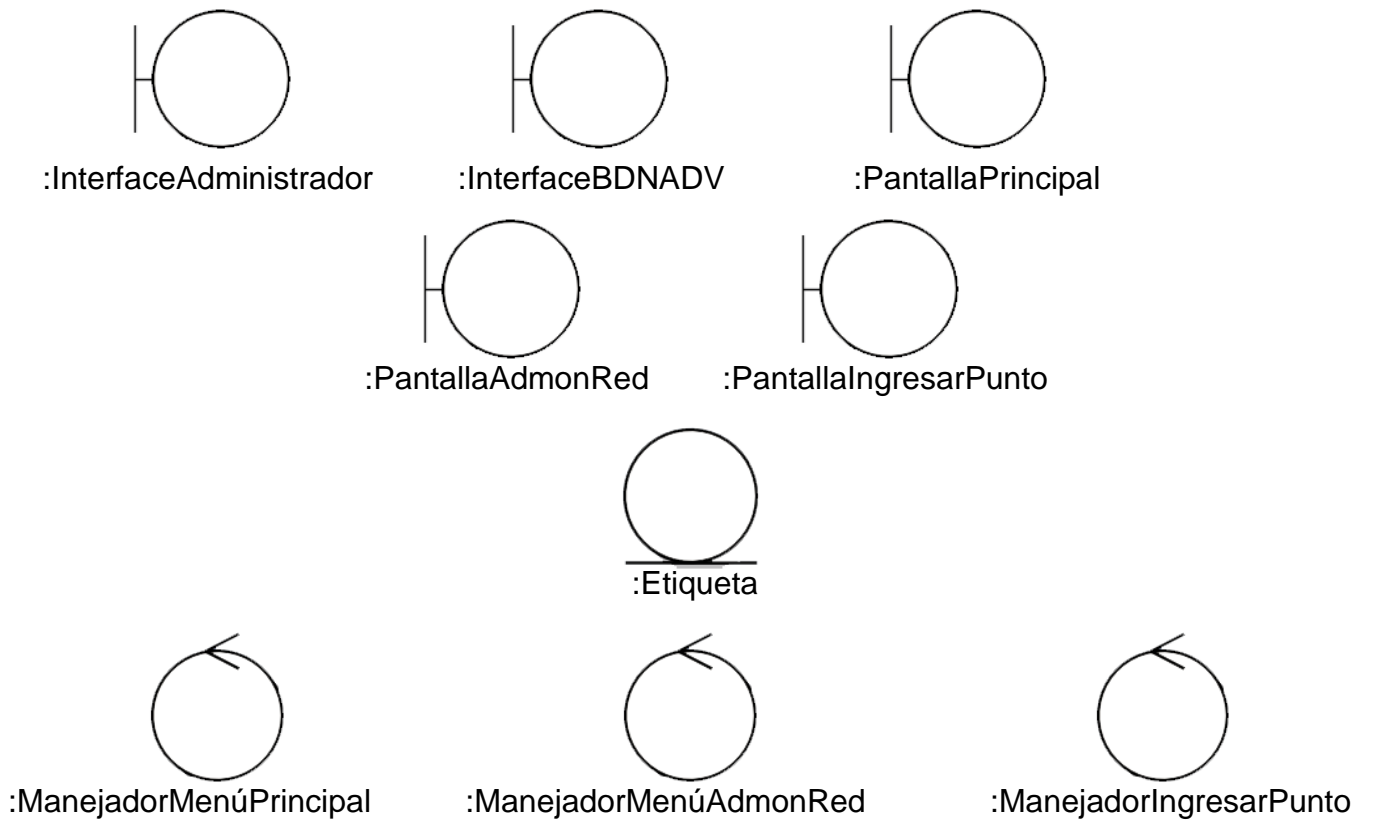 :InterfaceAdministrador :InterfaceBDNADV :PantallaPrincipal
:PantallaAdmonRed :PantallaIngresarPunto
:Etiqueta
:ManejadorMenúPrincipal :ManejadorMenúAdmonRed :ManejadorIngresarPunto